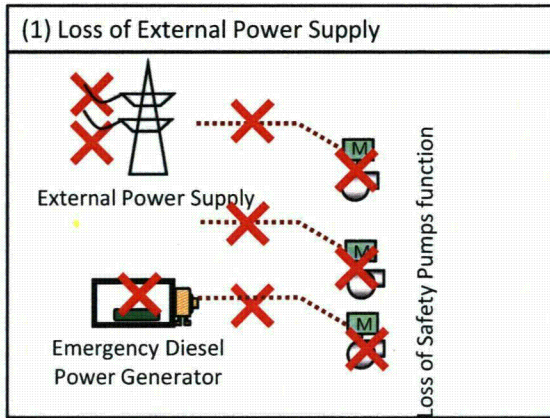 (1) Loss of External Power Supply
M
External Power Supply
M
M
Emergency Diesel
Power Generator
Loss of Safety Pumps function